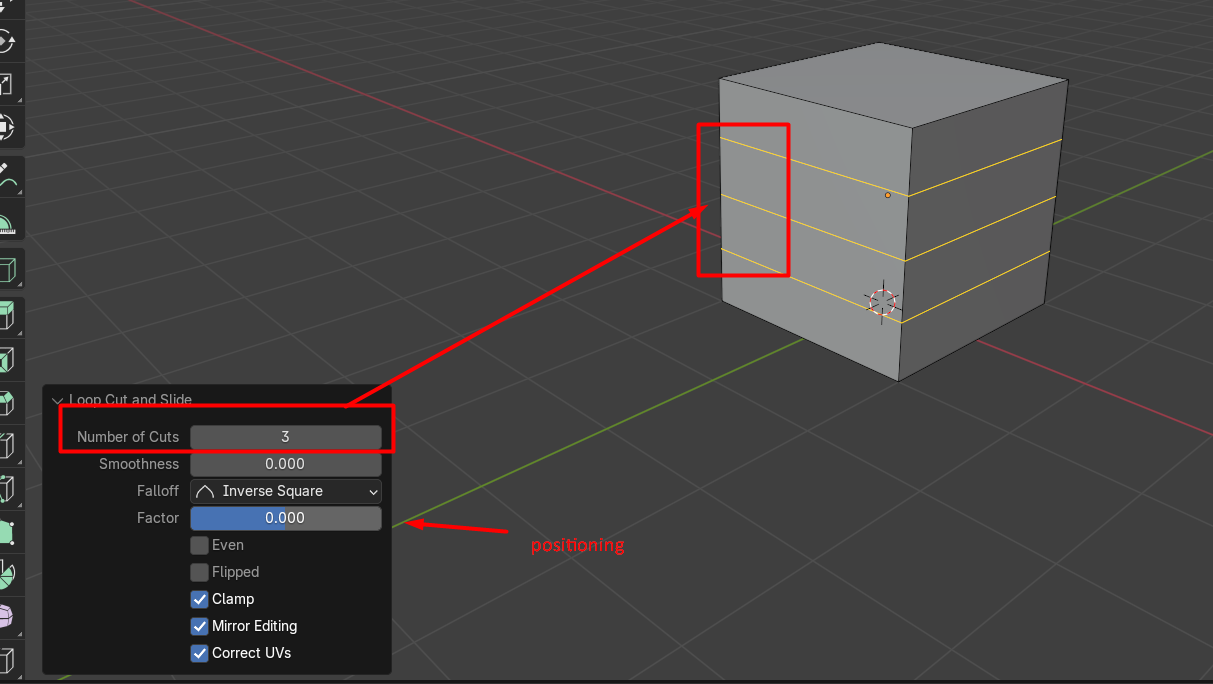 Loop Cut and Slide
Number of Cuts 3
Smoothness 0.000
Falloff Inverse Square
Factor 0.000
positioning
Even
Flipped
Clamp
Mirror Editing
Correct UVs